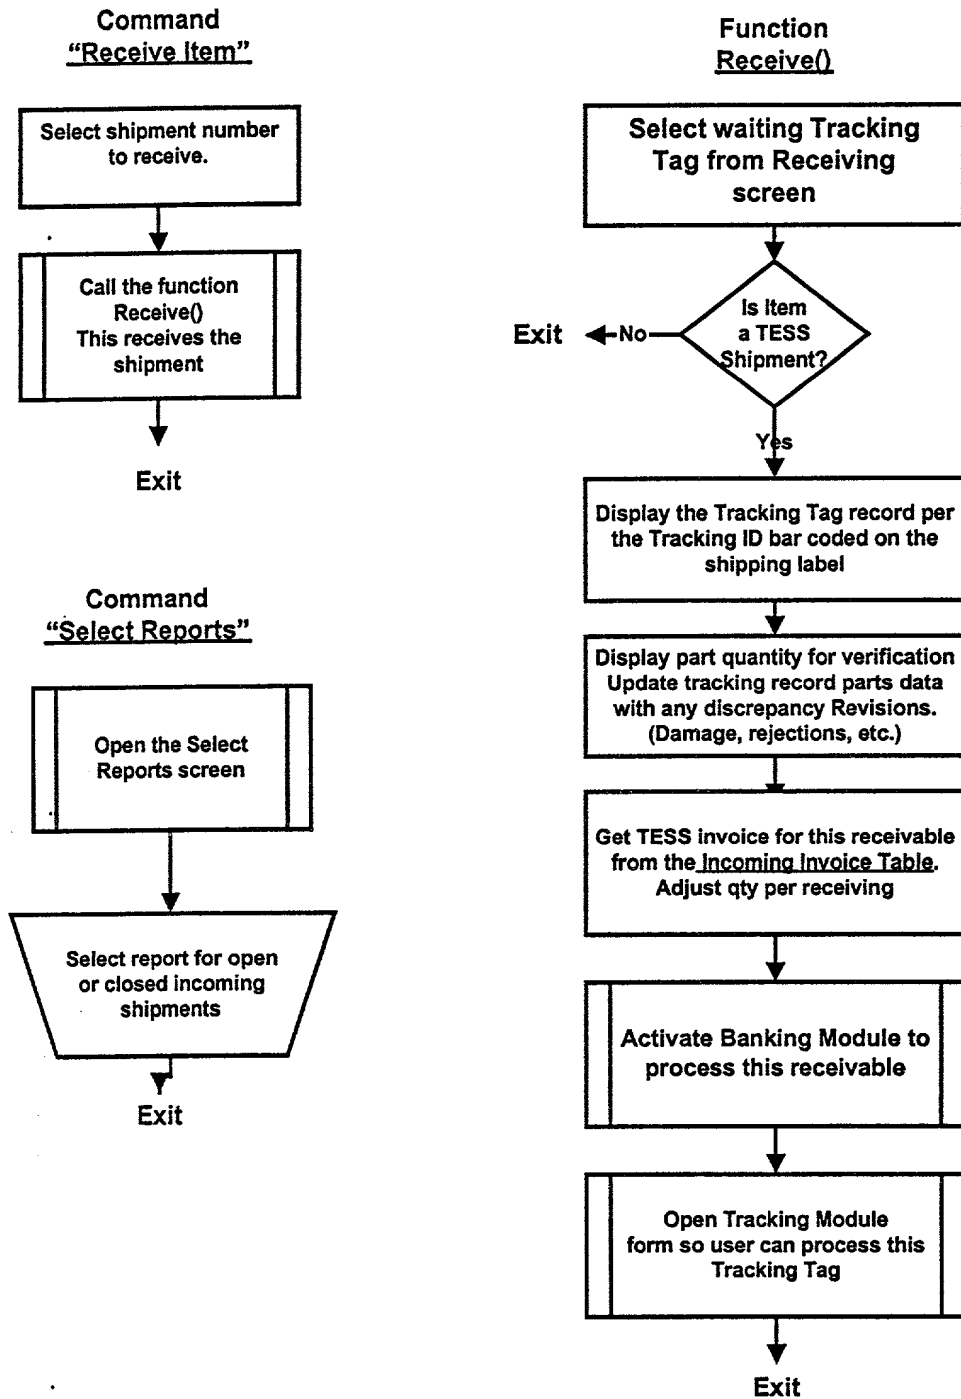 Command
“Receive Item”
Select shipment number
to receive.
Call the function
Receive()
This receives the
shipment
Exit
Command
“Select Reports”
Open the Select
Reports screen
Select report for open
or closed incoming
shipments
Exit
Function
Receive()
Select waiting Tracking
Tag from Receiving
screen
Is Item
a TESS
Shipment?
No
Exit
Yes
Display the Tracking Tag record per
the Tracking ID bar coded on the
shipping label
Display part quantity for verification
Update tracking record parts data
with any discrepancy Revisions.
(Damage, rejections, etc.)
Get TESS invoice for this receivable
from the Incoming Invoice Table.
Adjust qty per receiving
Activate Banking Module to
process this receivable
Open Tracking Module
form so user can process this
Tracking Tag
Exit